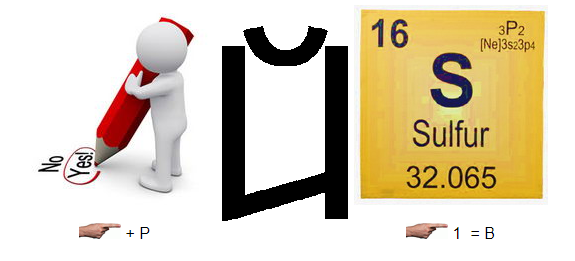 No
Yes!
16
3P2
[Ne]3s23p4
S
Sulfur
32.065
+ P
1 = B